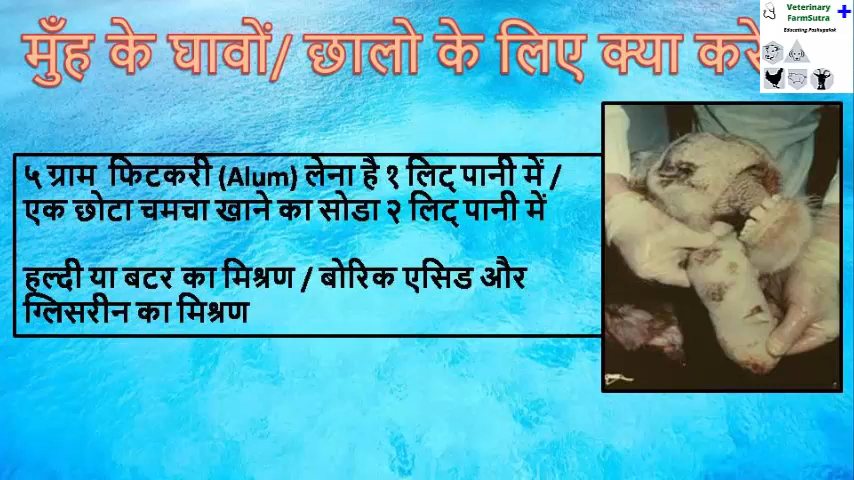 मुँह के घावों/ छालो के लिए क्या करे
Veterinary
FarmSutra
Educating Pashupalak
५ ग्राम फिटकरी (Alum) लेना है १ लिट् पानी में /
एक छोटा चमचा खाने का सोडा २ लिट् पानी में
हल्दी या बटर का मिश्रण / बोरिक एसिड और
ग्लिसरीन का मिश्रण